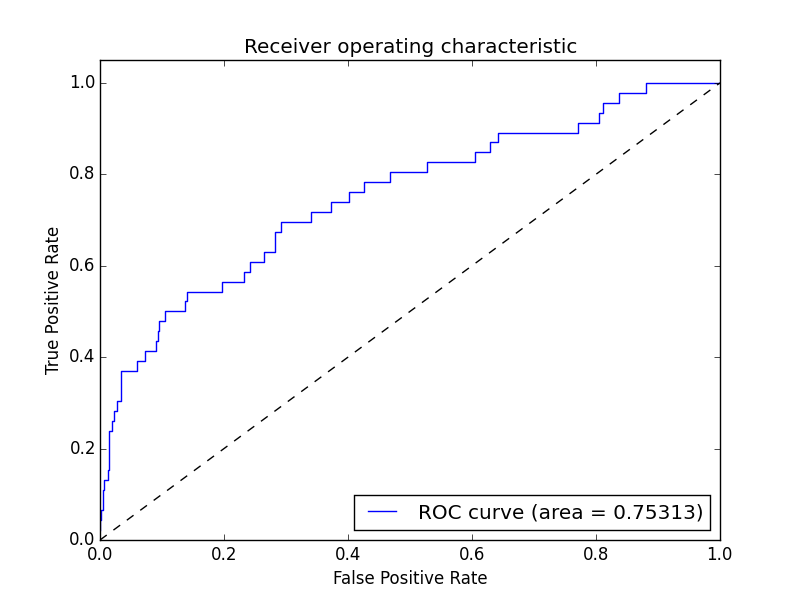 Receiver operating characteristic
True Positive Rate
1.0
0.8
0.6
0.4
0.2
0.0
ROC curve (area = 0.75313)
0.0 0.2 0.4 0.6 0.8 1.0
False Positive Rate